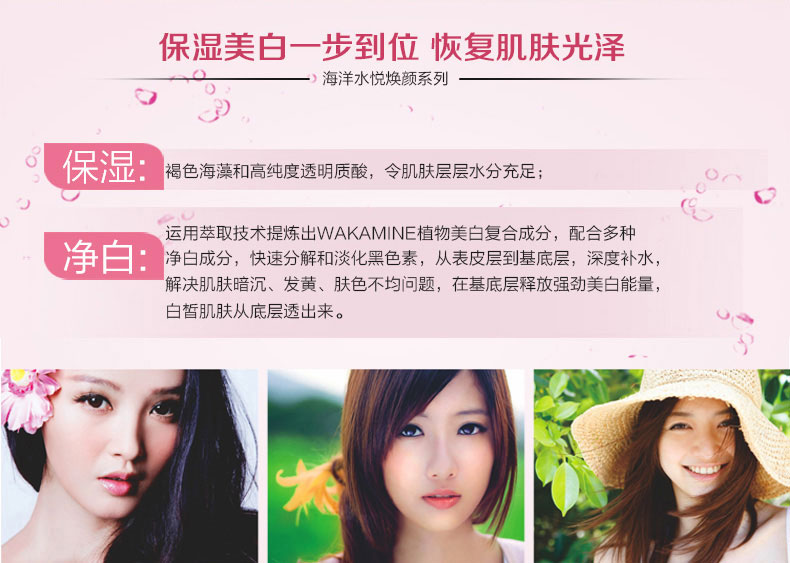 保湿美白一步到位 恢复肌肤光泽
海洋水悦焕颜系列
保湿:
褐色海藻和高纯度透明质酸，令肌肤层层水分充足；
净白:
运用萃取技术提炼出WAKAMINE植物美白复合成分，配合多种
净白成分，快速分解和淡化黑色素，从表皮层到基底层，深度补水，
解决肌肤暗沉、发黄、肤色不均问题，在基底层释放强劲美白能量，
白皙肌肤从底层透出来。